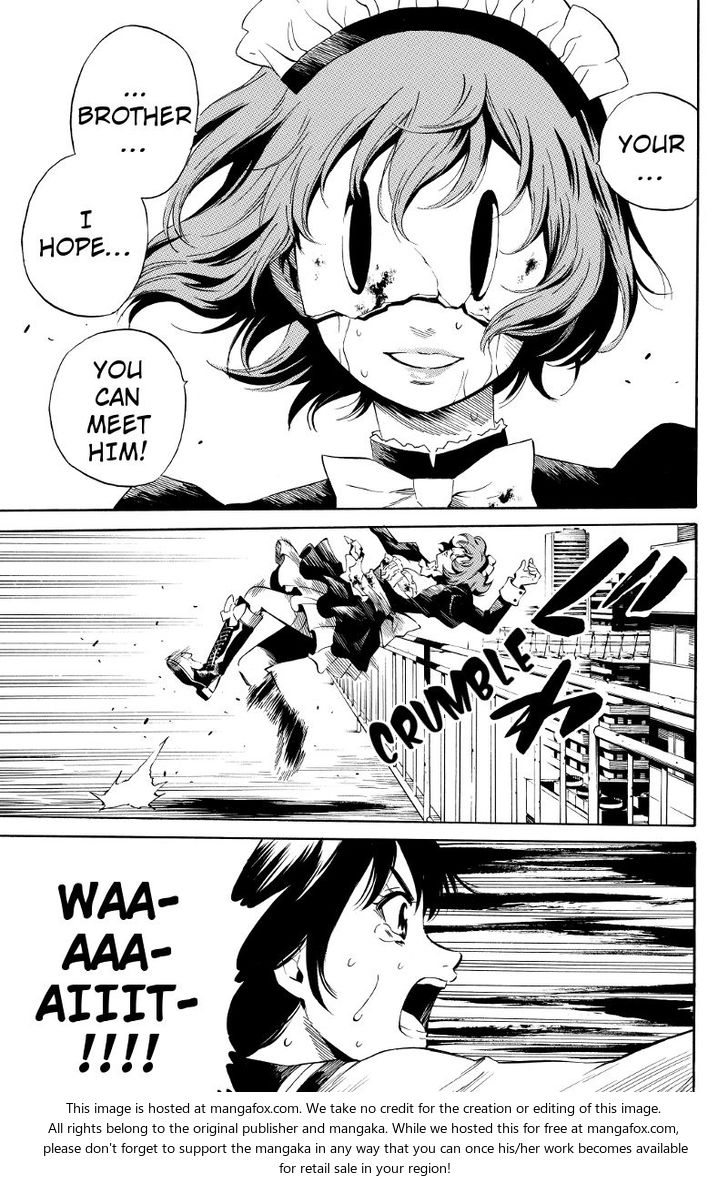 YOUR
...
...
BROTHER
...
I
HOPE...
YOU
CAN
MEET
HIM!
CRUMBLE
グラッ
WAA-
AAA-
AIIIT-
!!!!
This image is hosted at mangafox.com. We take no credit for the creation or editing of this image.
All rights belong to the original publisher and mangaka. While we hosted this for free at mangafox.com,
please don't forget to support the mangaka in any way that you can once his/her work becomes available
for retail sale in your region!